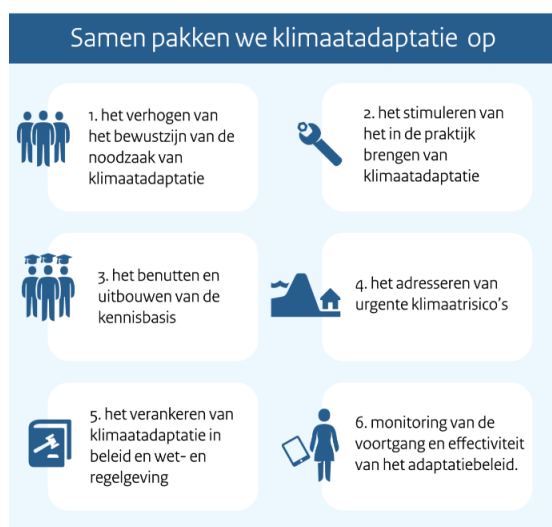 Samen pakken we klimaatadaptatie op
1. het verhogen van
het bewustzijn van de
noodzaak van
klimaatadaptatie
2. het stimuleren van
het in de praktijk
brengen van
klimaatadaptatie
3. het benutten en
uitbouwen van de
kennisbasis
4. het adresseren van
urgente klimaatrisico's
5. het verankeren van
klimaatadaptatie in
beleid en wet- en
regelgeving
6. monitoring van de
voortgang en effectiviteit
van het adaptatiebeleid.